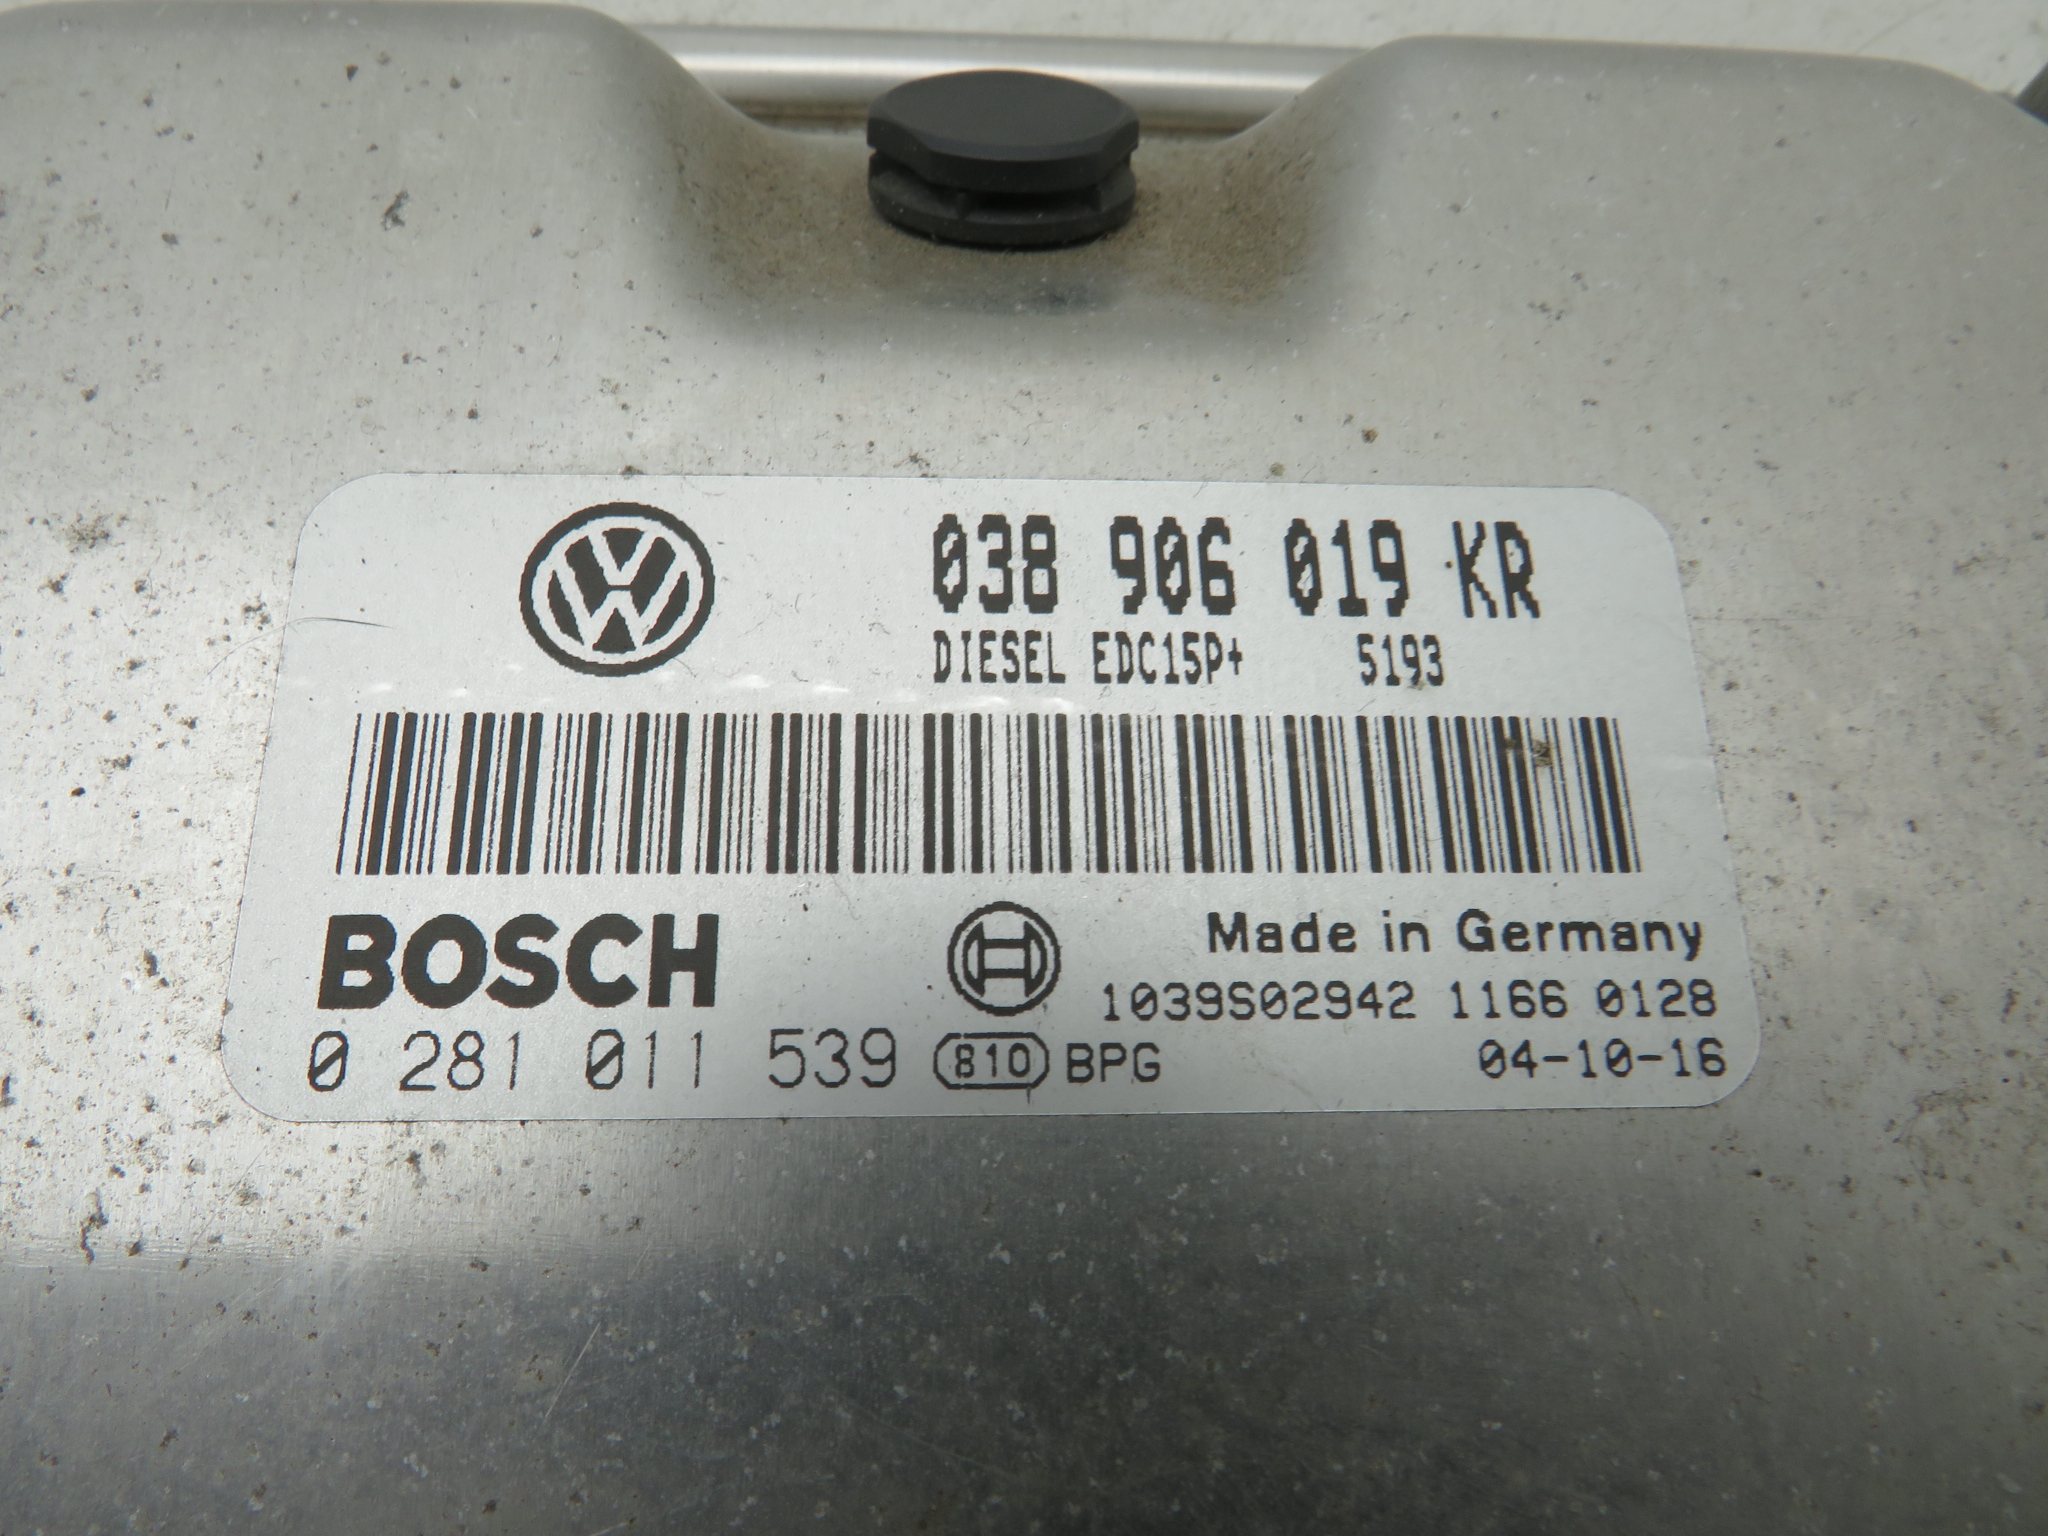 038 906 019 KR
DIESEL EDC15P+ 5193
BOSCH
Made in Germany
1039S02942 1166 0128
0 281 011 539 810 BPG 04-10-16